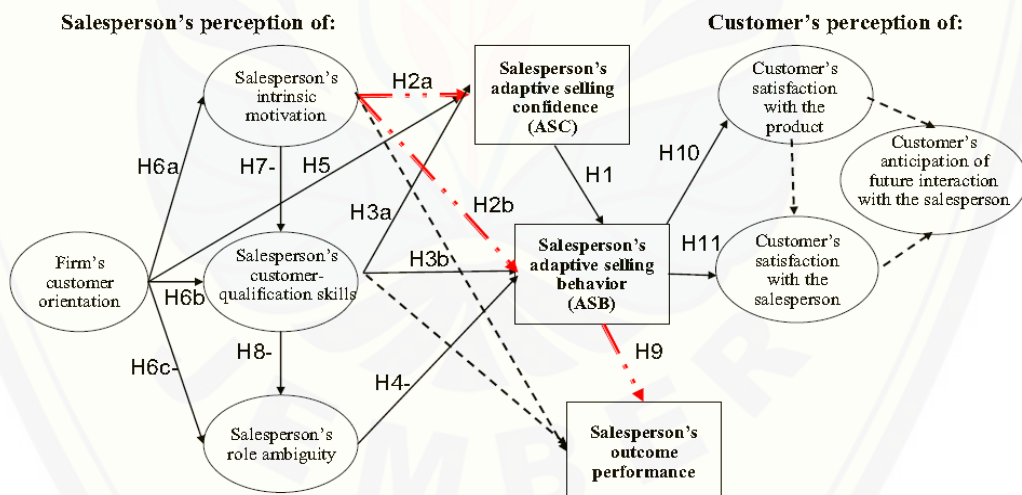 Salesperson's perception of:
Customer's perception of:
Salesperson's
intrinsic
motivation
H2a
Salesperson's
adaptive selling
confidence
(ASC)
Customer's
satisfaction
with the
product
Customer's
anticipation of
future interaction
with the salesperson
H6a
H7-
H5
H3a
H1
H10
H2b
Firm's
customer
orientation
H6b
Salesperson's
customer-
qualification skills
H3b
Salesperson's
adaptive selling
behavior
(ASB)
H11
Customer's
satisfaction
with the
salesperson
H6c-
H8-
H4-
H9
Salesperson's
role ambiguity
Salesperson's
outcome
performance
JEMBER